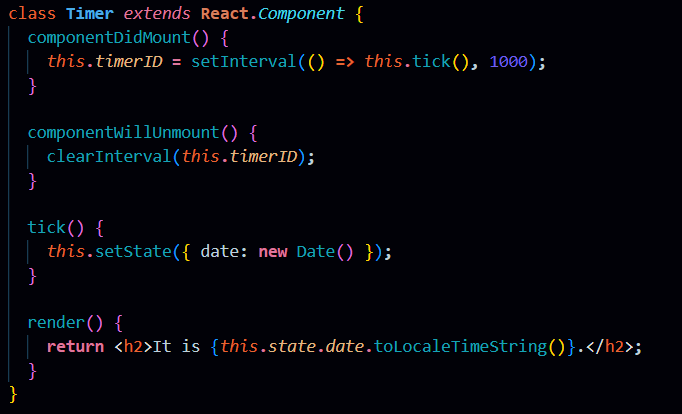 class Timer extends React.Component {
  componentDidMount() {
    this.timerID = setInterval(() => this.tick(), 1000);
  }

  componentWillUnmount() {
    clearInterval(this.timerID);
  }

  tick() {
    this.setState({ date: new Date() });
  }

  render() {
    return <h2>It is {this.state.date.toLocaleTimeString()}.</h2>;
  }
}